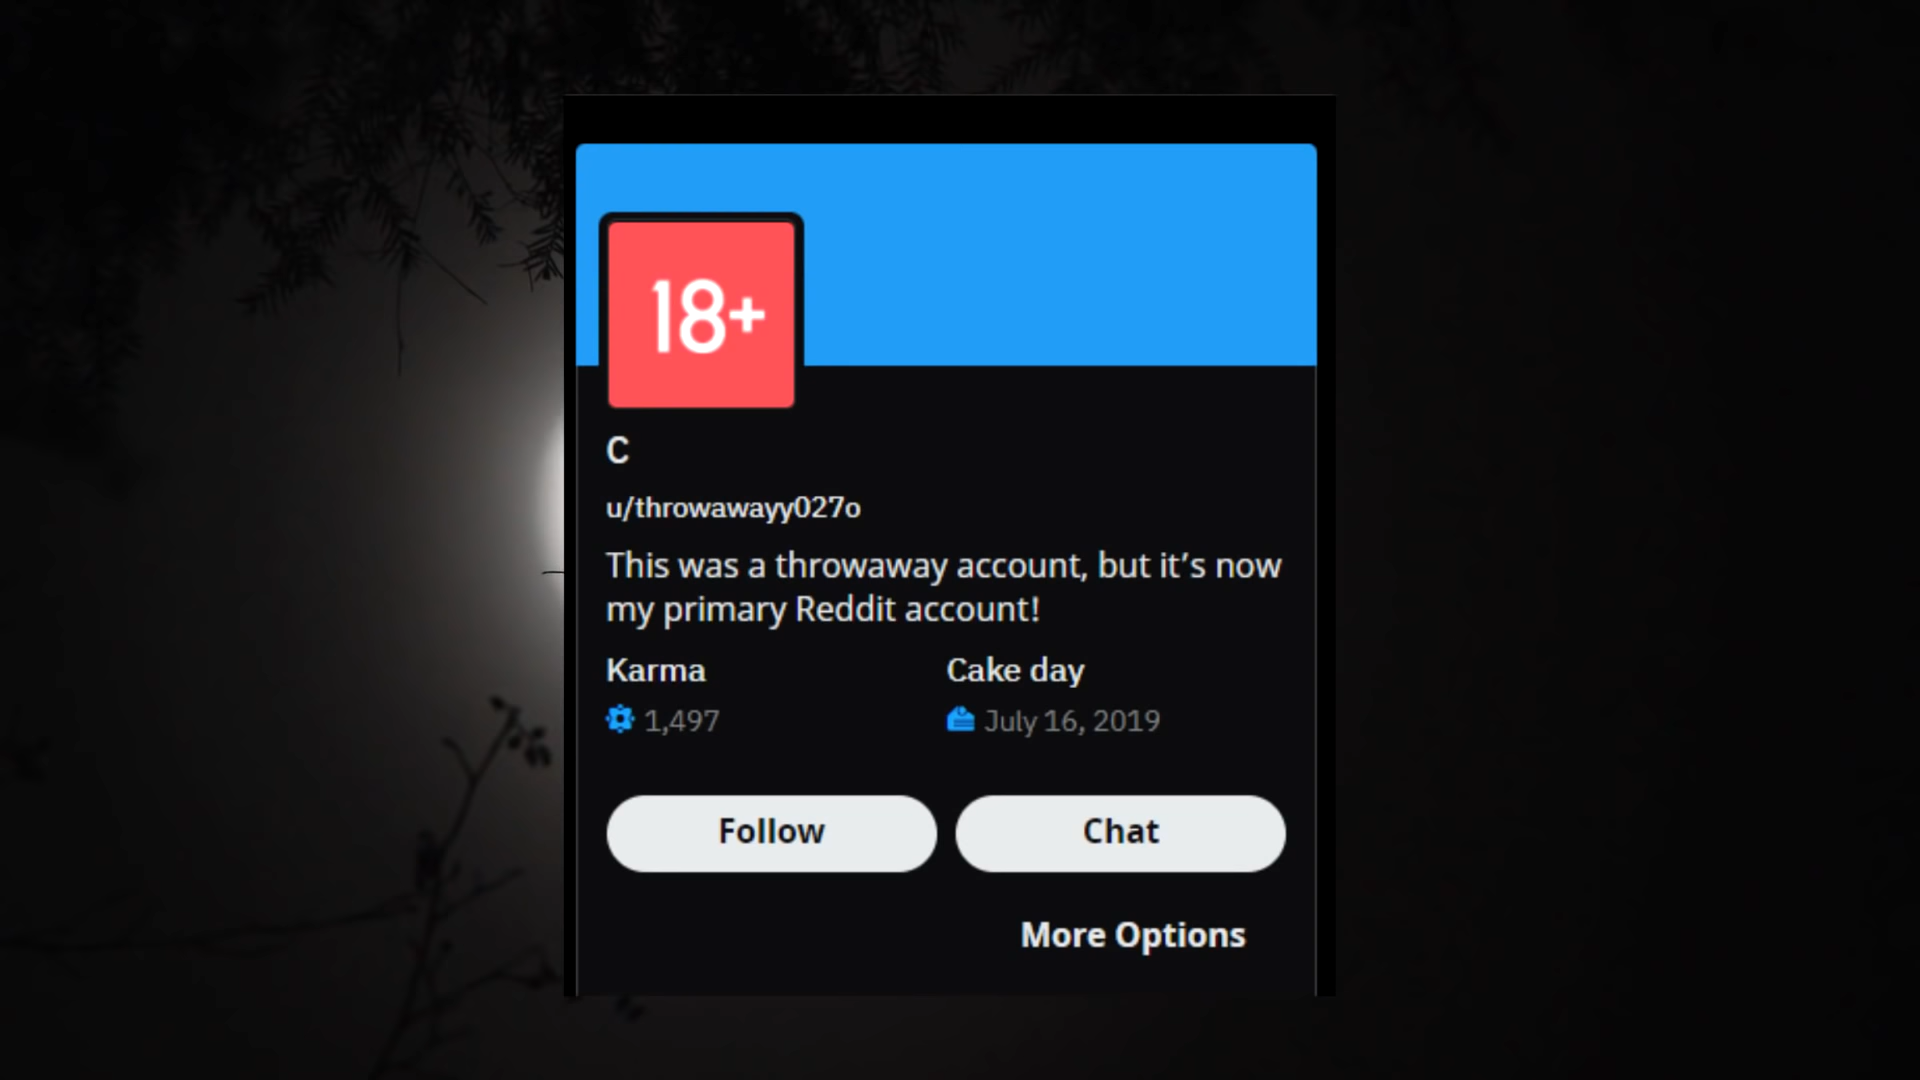 18+
C
u/throwawayy027o
This was a throwaway account, but it's now
my primary Reddit account!
Karma Cake day
1,497 July 16, 2019
Follow Chat
More Options